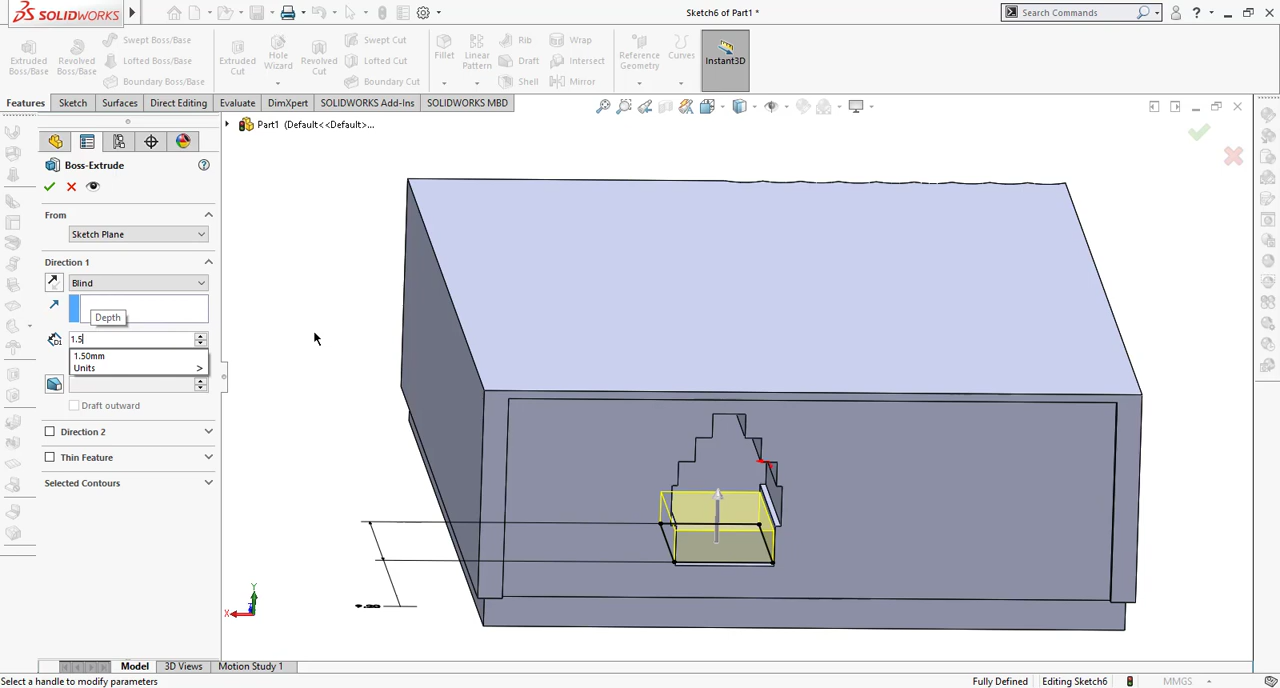 SOLIDWORKS
Sketch6 of Part1 *
Search Commands
?
Extruded Boss/Base
Revolved Boss/Base
Swept Boss/Base
Lofted Boss/Base
Boundary Boss/Base
Extruded Cut
Hole Wizard
Revolved Cut
Swept Cut
Lofted Cut
Boundary Cut
Fillet
Linear Pattern
Rib
Draft
Shell
Wrap
Intersect
Mirror
Reference Geometry
Curves
Instant3D
Features
Sketch
Surfaces
Direct Editing
Evaluate
DimXpert
SOLIDWORKS Add-Ins
SOLIDWORKS MBD
Part1 (Default<<Default>...
Boss-Extrude
From
Sketch Plane
Direction 1
Blind
Depth
1.5
1.50mm
Units >
Draft outward
Direction 2
Thin Feature
Selected Contours
Y
X
Model
3D Views
Motion Study 1
Select a handle to modify parameters
Fully Defined
Editing Sketch6
MMGS